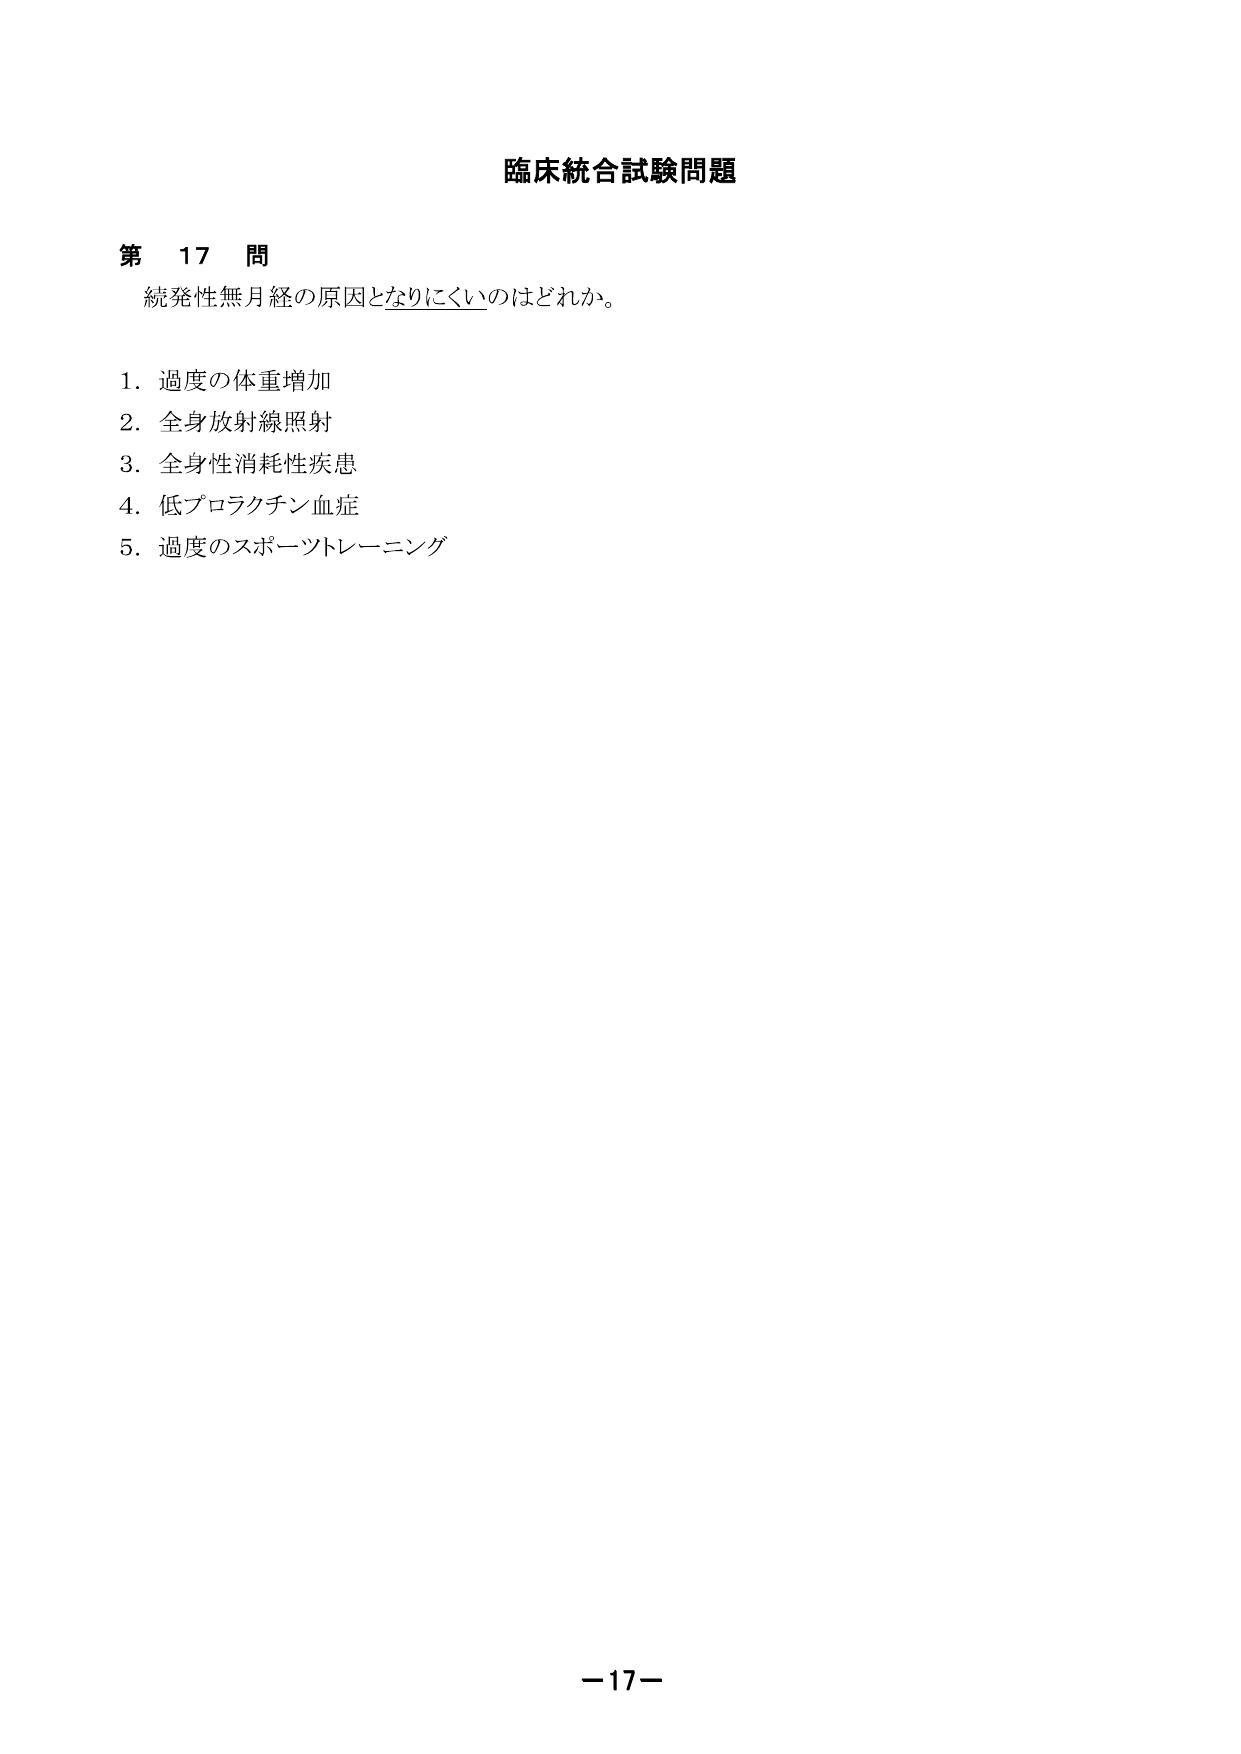 臨床統合試験問題
第 17 問
続発性無月経の原因となりにくいのはどれか。
1. 過度の体重増加
2. 全身放射線照射
3. 全身性消耗性疾患
4. 低プロラクチン血症
5. 過度のスポーツトレーニング
－17－